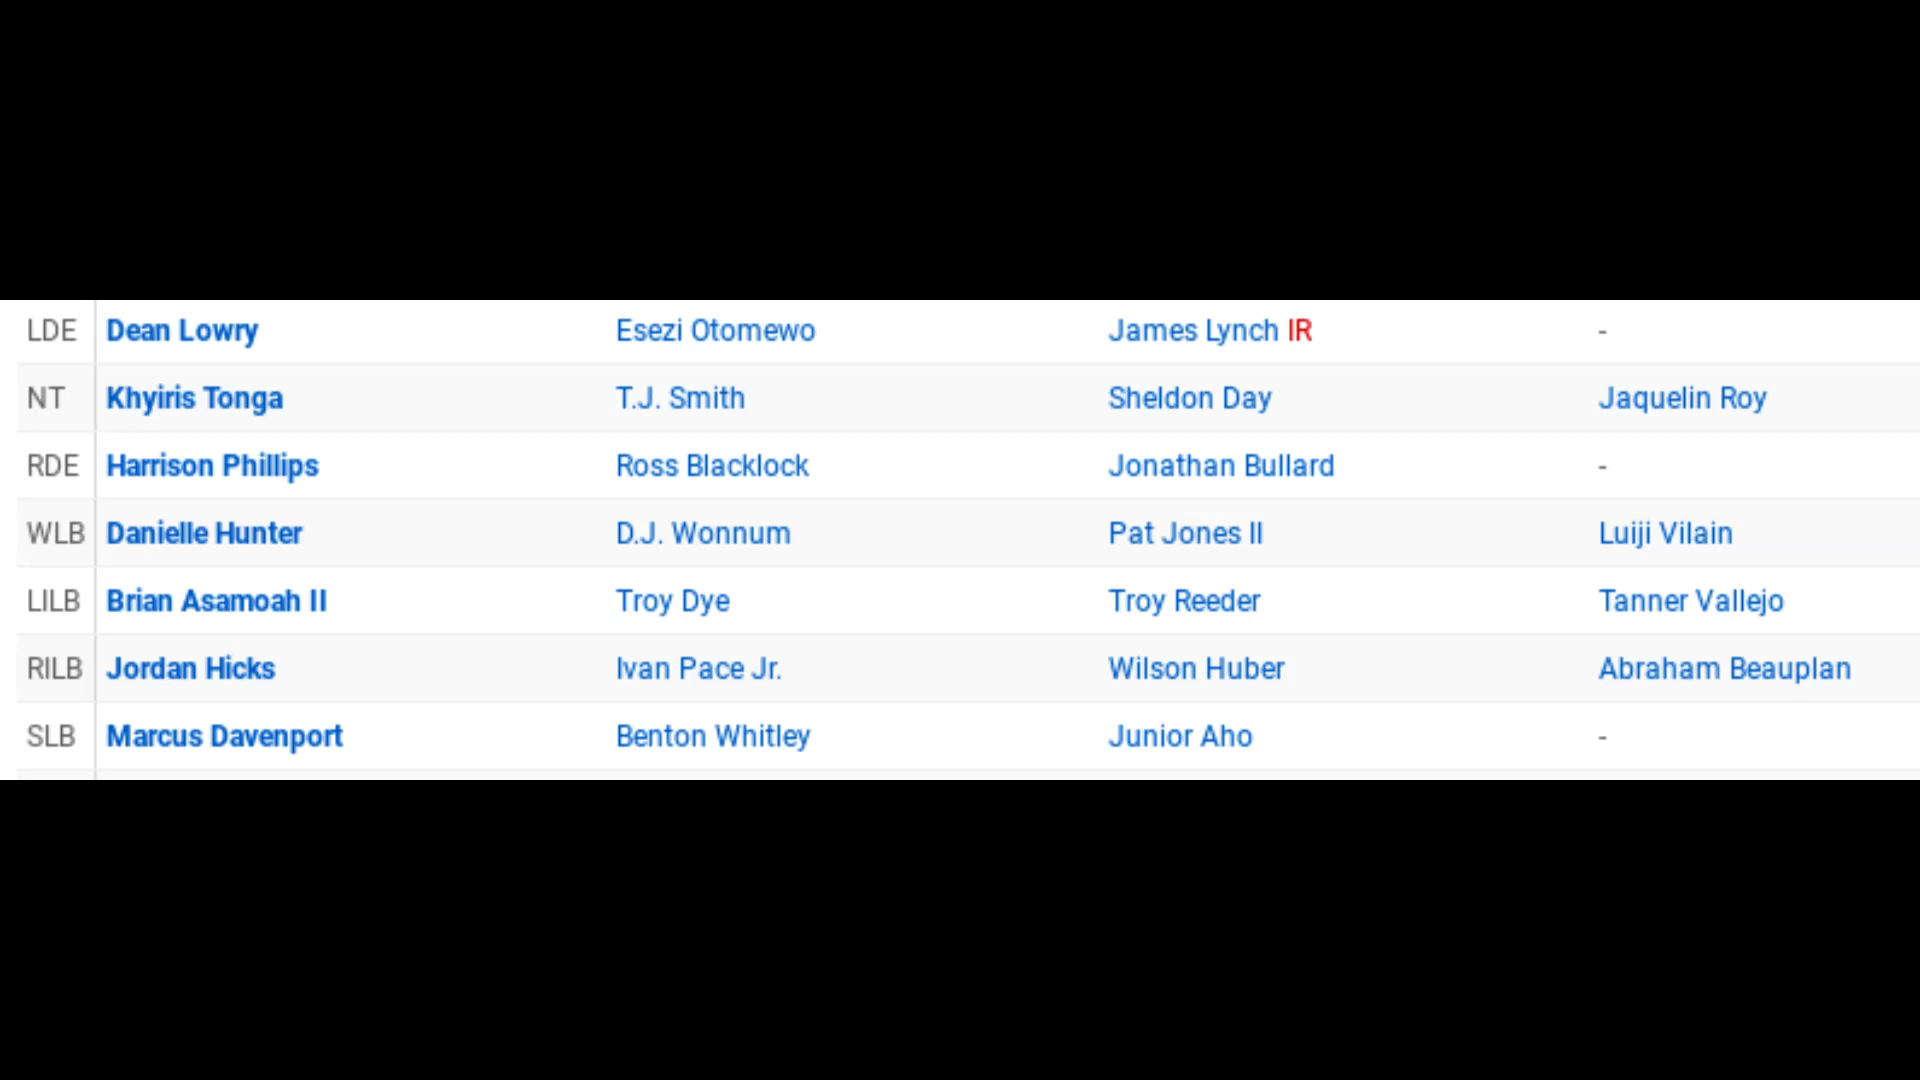 LDE Dean Lowry Esezi Otomewo James Lynch IR -
NT Khyiris Tonga T.J. Smith Sheldon Day Jaquelin Roy
RDE Harrison Phillips Ross Blacklock Jonathan Bullard -
WLB Danielle Hunter D.J. Wonnum Pat Jones II Luiji Vilain
LILB Brian Asamoah II Troy Dye Troy Reeder Tanner Vallejo
RILB Jordan Hicks Ivan Pace Jr. Wilson Huber Abraham Beauplan
SLB Marcus Davenport Benton Whitley Junior Aho -